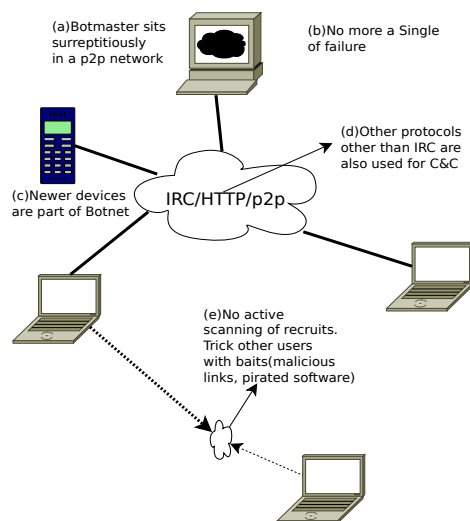 (a)Botmaster sits
surreptitiously
in a p2p network
(b)No more a Single
of failure
(d)Other protocols
other than IRC are
also used for C&C
(c)Newer devices
are part of Botnet
IRC/HTTP/p2p
(e)No active
scanning of recruits.
Trick other users
with baits(malicious
links, pirated software)